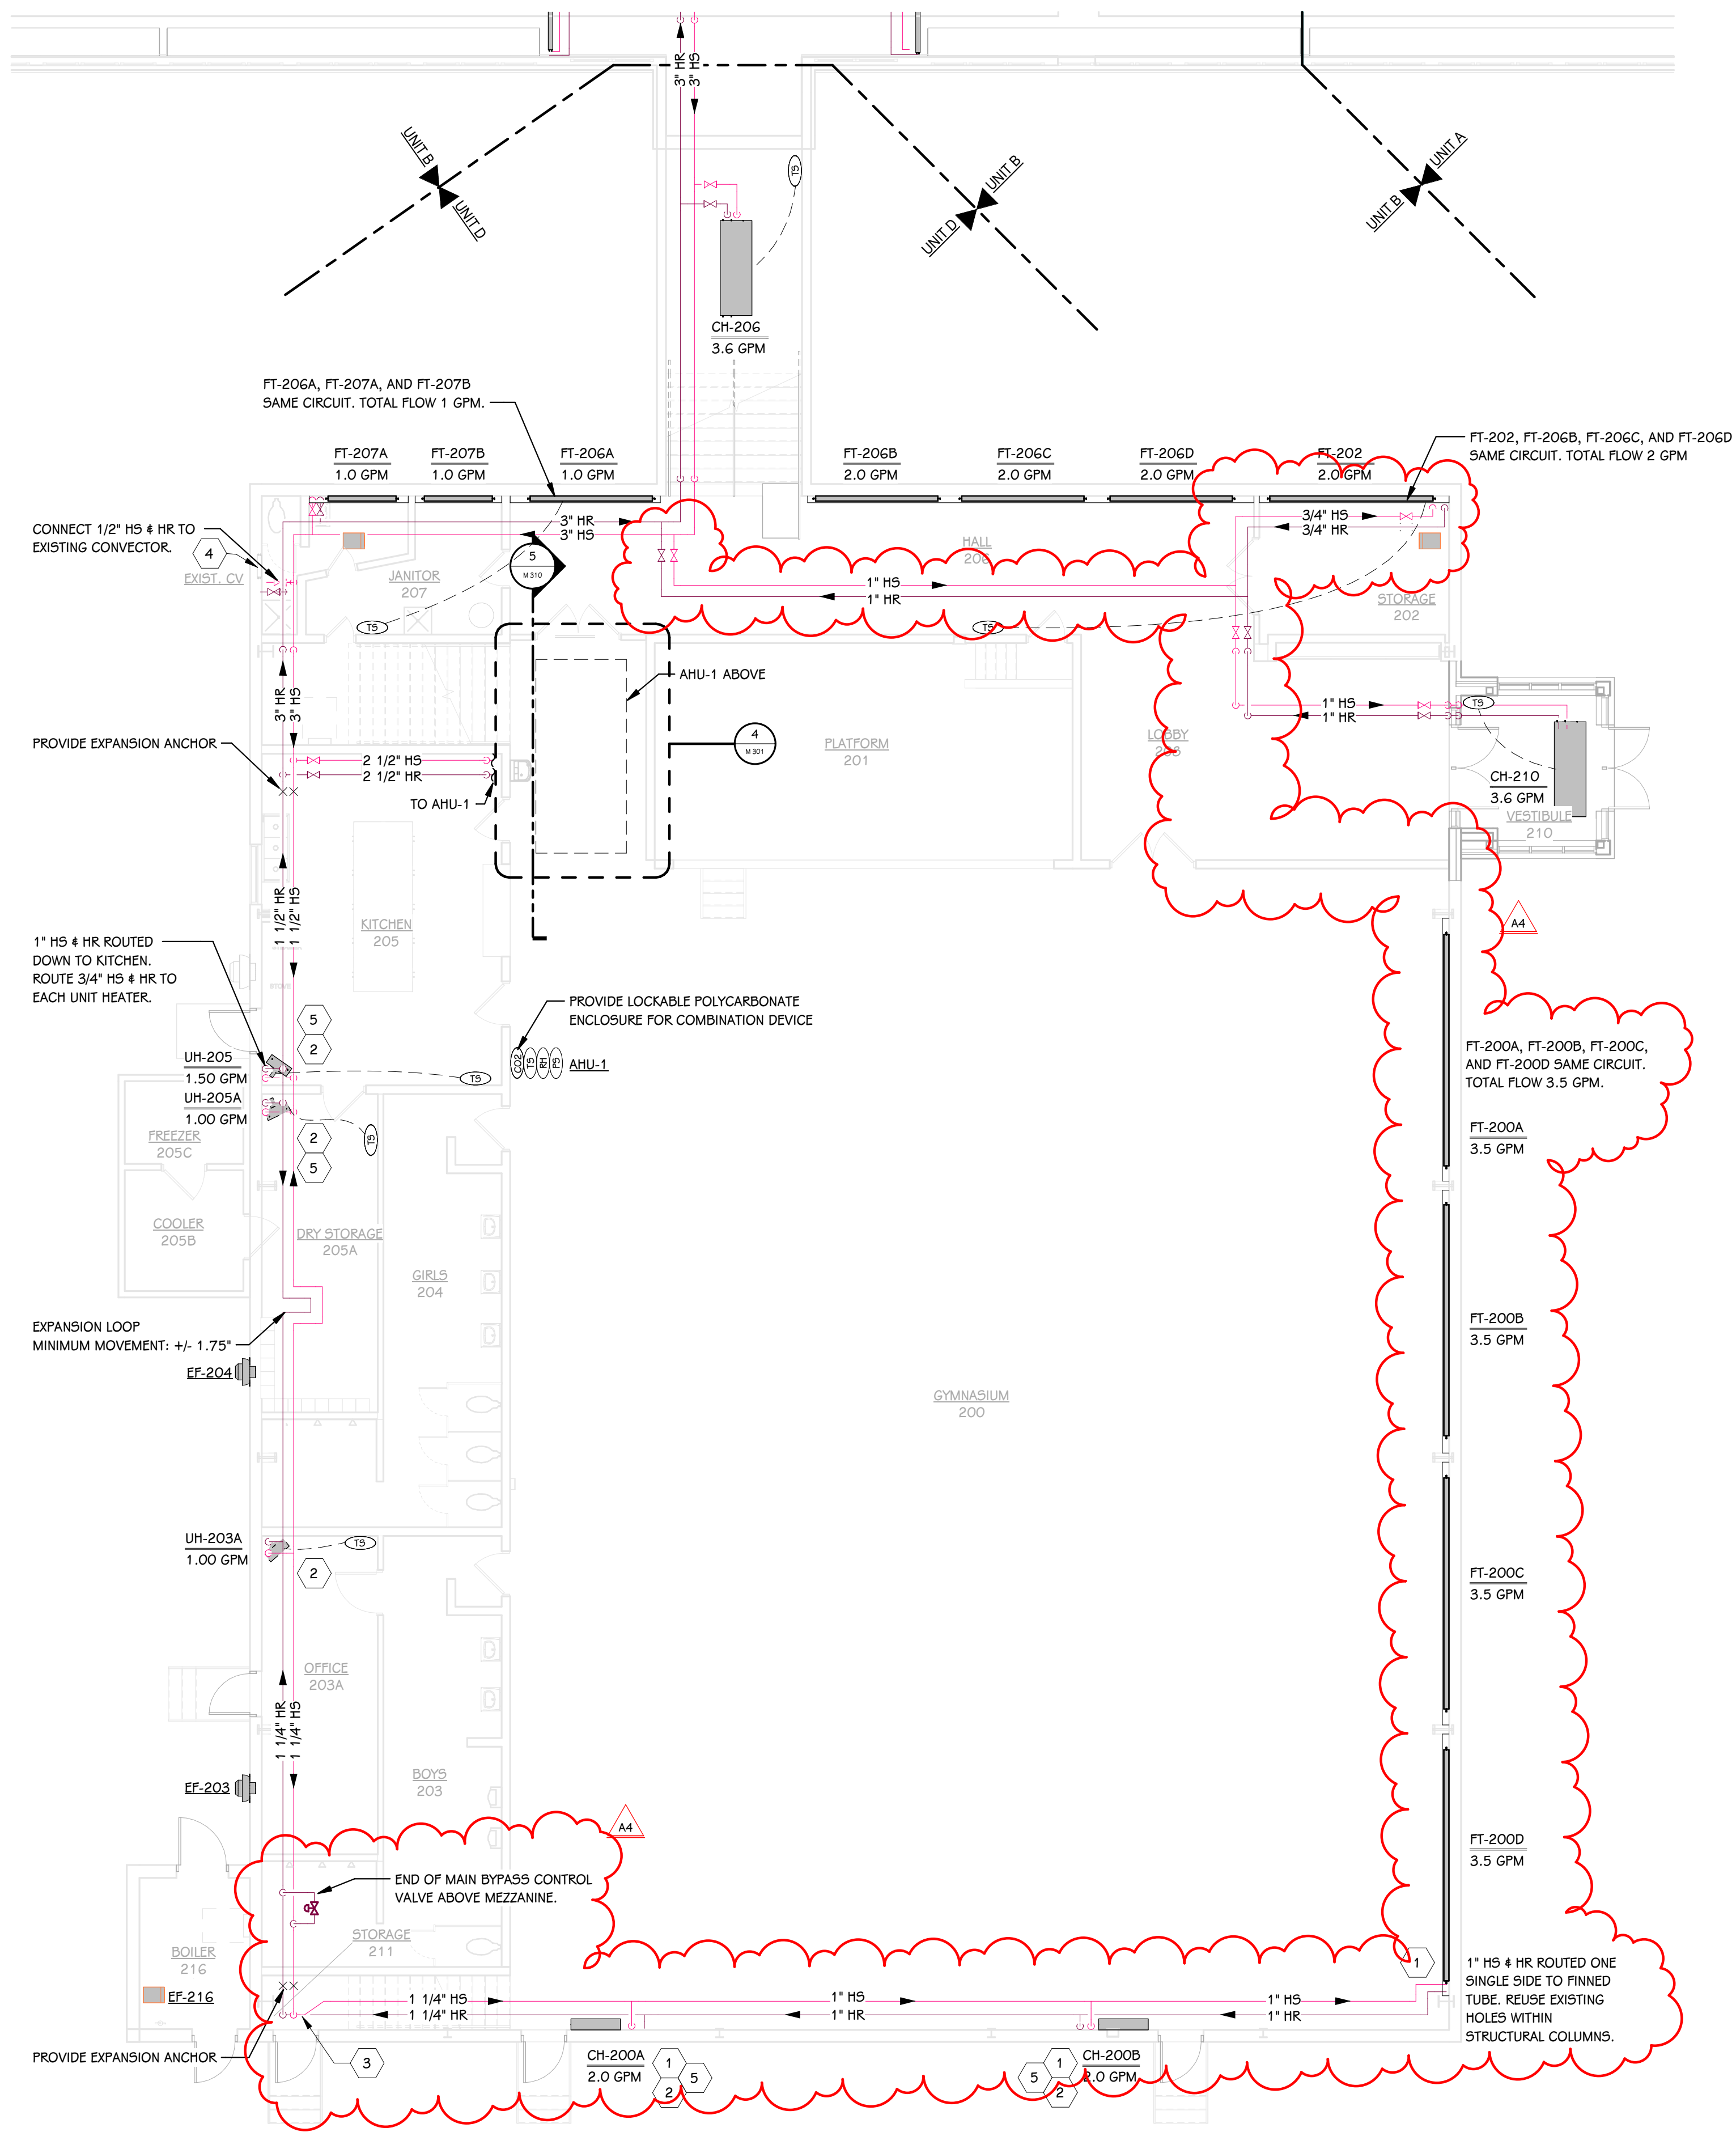 3" HR
3" HS
UNIT B
UNIT D
UNIT B
UNIT D
UNIT A
UNIT B
TS
CH-206
3.6 GPM
FT-206A, FT-207A, AND FT-207B
SAME CIRCUIT. TOTAL FLOW 1 GPM.
FT-202, FT-206B, FT-206C, AND FT-206D
SAME CIRCUIT. TOTAL FLOW 2 GPM
FT-207A
1.0 GPM
FT-207B
1.0 GPM
FT-206A
1.0 GPM
FT-206B
2.0 GPM
FT-206C
2.0 GPM
FT-206D
2.0 GPM
FT-202
2.0 GPM
3" HR
3" HS
3/4" HS
3/4" HR
CONNECT 1/2" HS & HR TO
EXISTING CONVECTOR.
4
EXIST. CV
JANITOR
207
5
M 310
HALL
206
1" HS
1" HR
STORAGE
202
TS
TS
3" HR
3" HS
AHU-1 ABOVE
PROVIDE EXPANSION ANCHOR
2 1/2" HS
2 1/2" HR
TO AHU-1
4
M 301
PLATFORM
201
LOBBY
208
1" HS
1" HR
TS
CH-210
3.6 GPM
VESTIBULE
210
1 1/2" HR
1 1/2" HS
KITCHEN
205
A4
1" HS & HR ROUTED
DOWN TO KITCHEN.
ROUTE 3/4" HS & HR TO
EACH UNIT HEATER.
STOVE
PROVIDE LOCKABLE POLYCARBONATE
ENCLOSURE FOR COMBINATION DEVICE
5
2
UH-205
1.50 GPM
TS
CO2
TS
RH
PS
AHU-1
FT-200A, FT-200B, FT-200C,
AND FT-200D SAME CIRCUIT.
TOTAL FLOW 3.5 GPM.
UH-205A
1.00 GPM
2
5
TS
FREEZER
205C
FT-200A
3.5 GPM
COOLER
205B
DRY STORAGE
205A
GIRLS
204
EXPANSION LOOP
MINIMUM MOVEMENT: +/- 1.75"
EF-204
FT-200B
3.5 GPM
GYMNASIUM
200
UH-203A
1.00 GPM
TS
2
FT-200C
3.5 GPM
OFFICE
203A
1 1/4" HR
1 1/4" HS
EF-203
BOYS
203
A4
FT-200D
3.5 GPM
END OF MAIN BYPASS CONTROL
VALVE ABOVE MEZZANINE.
STORAGE
211
BOILER
216
EF-216
1
1" HS & HR ROUTED ONE
SINGLE SIDE TO FINNED
TUBE. REUSE EXISTING
HOLES WITHIN
STRUCTURAL COLUMNS.
1 1/4" HS
1 1/4" HR
1" HS
1" HR
1" HS
1" HR
PROVIDE EXPANSION ANCHOR
3
CH-200A
2.0 GPM
1
5
2
1
5
2
CH-200B
2.0 GPM